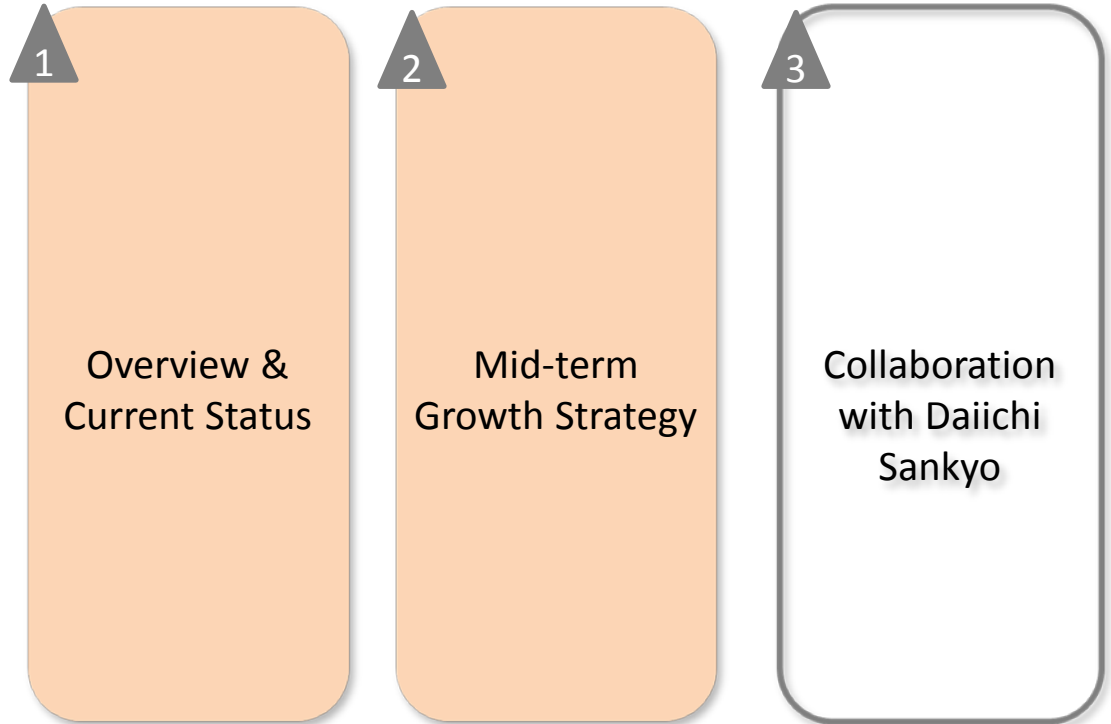 1
Overview &
Current Status
2
Mid-term
Growth Strategy
3
Collaboration
with Daiichi
Sankyo